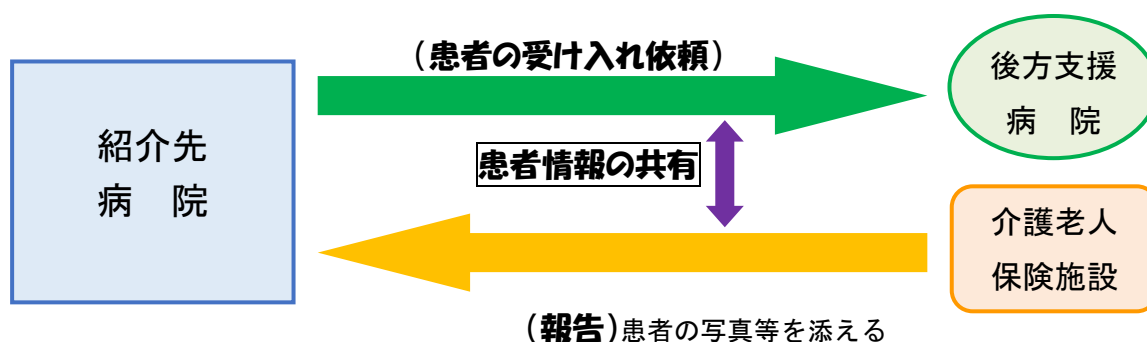 (患者の受け入れ依頼)
後方支援
病　院
紹介先
病　院
患者情報の共有
介護老人
保険施設
(報告)患者の写真等を添える